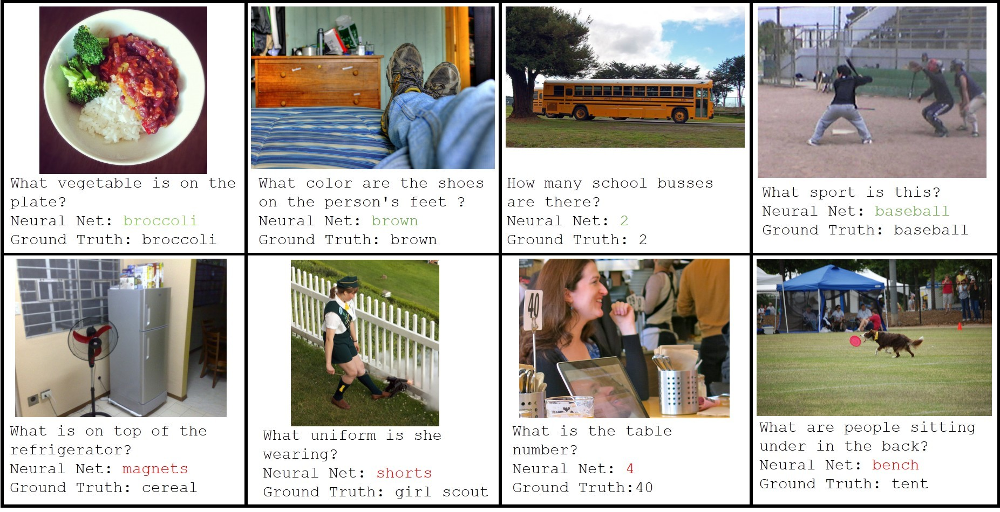 What vegetable is on the
plate?
Neural Net: broccoli
Ground Truth: broccoli
What color are the shoes
on the person's feet ?
Neural Net: brown
Ground Truth: brown
How many school busses
are there?
Neural Net: 2
Ground Truth: 2
What sport is this?
Neural Net: baseball
Ground Truth: baseball
What is on top of the
refrigerator?
Neural Net: magnets
Ground Truth: cereal
What uniform is she
wearing?
Neural Net: shorts
Ground Truth: girl scout
40
What is the table
number?
Neural Net: 4
Ground Truth:40
What are people sitting
under in the back?
Neural Net: bench
Ground Truth: tent